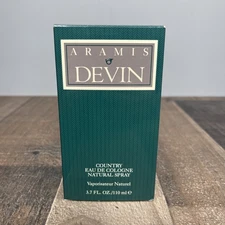 ARAMIS
DEVIN
COUNTRY
EAU DE COLOGNE
NATURAL SPRAY
Vaporisateur Naturel
3.7 FL. OZ./110 ml e